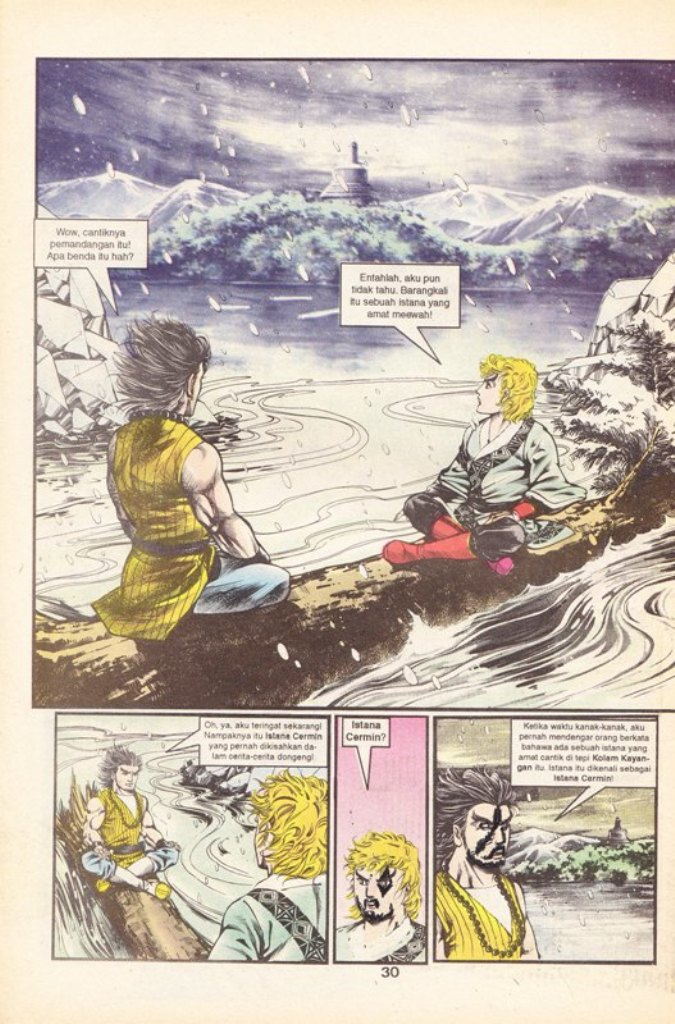 Wow, cantiknya
pemandangan itu!
Apa benda itu hah?
Entahlah, aku pun
tidak tahu. Barangkali
itu sebuah istana yang
amat meewah!
Oh, ya, aku teringat sekarang!
Nampaknya itu Istana Cermin
yang pernah dikisahkan da-
lam cerita-cerita dongeng!
Istana
Cermin?
Ketika waktu kanak-kanak, aku
pernah mendengar orang berkata
bahawa ada sebuah istana yang
amat cantik di tepi Kolam Kayan-
gan itu. Istana itu dikenali sebagai
Istana Cermin!
30